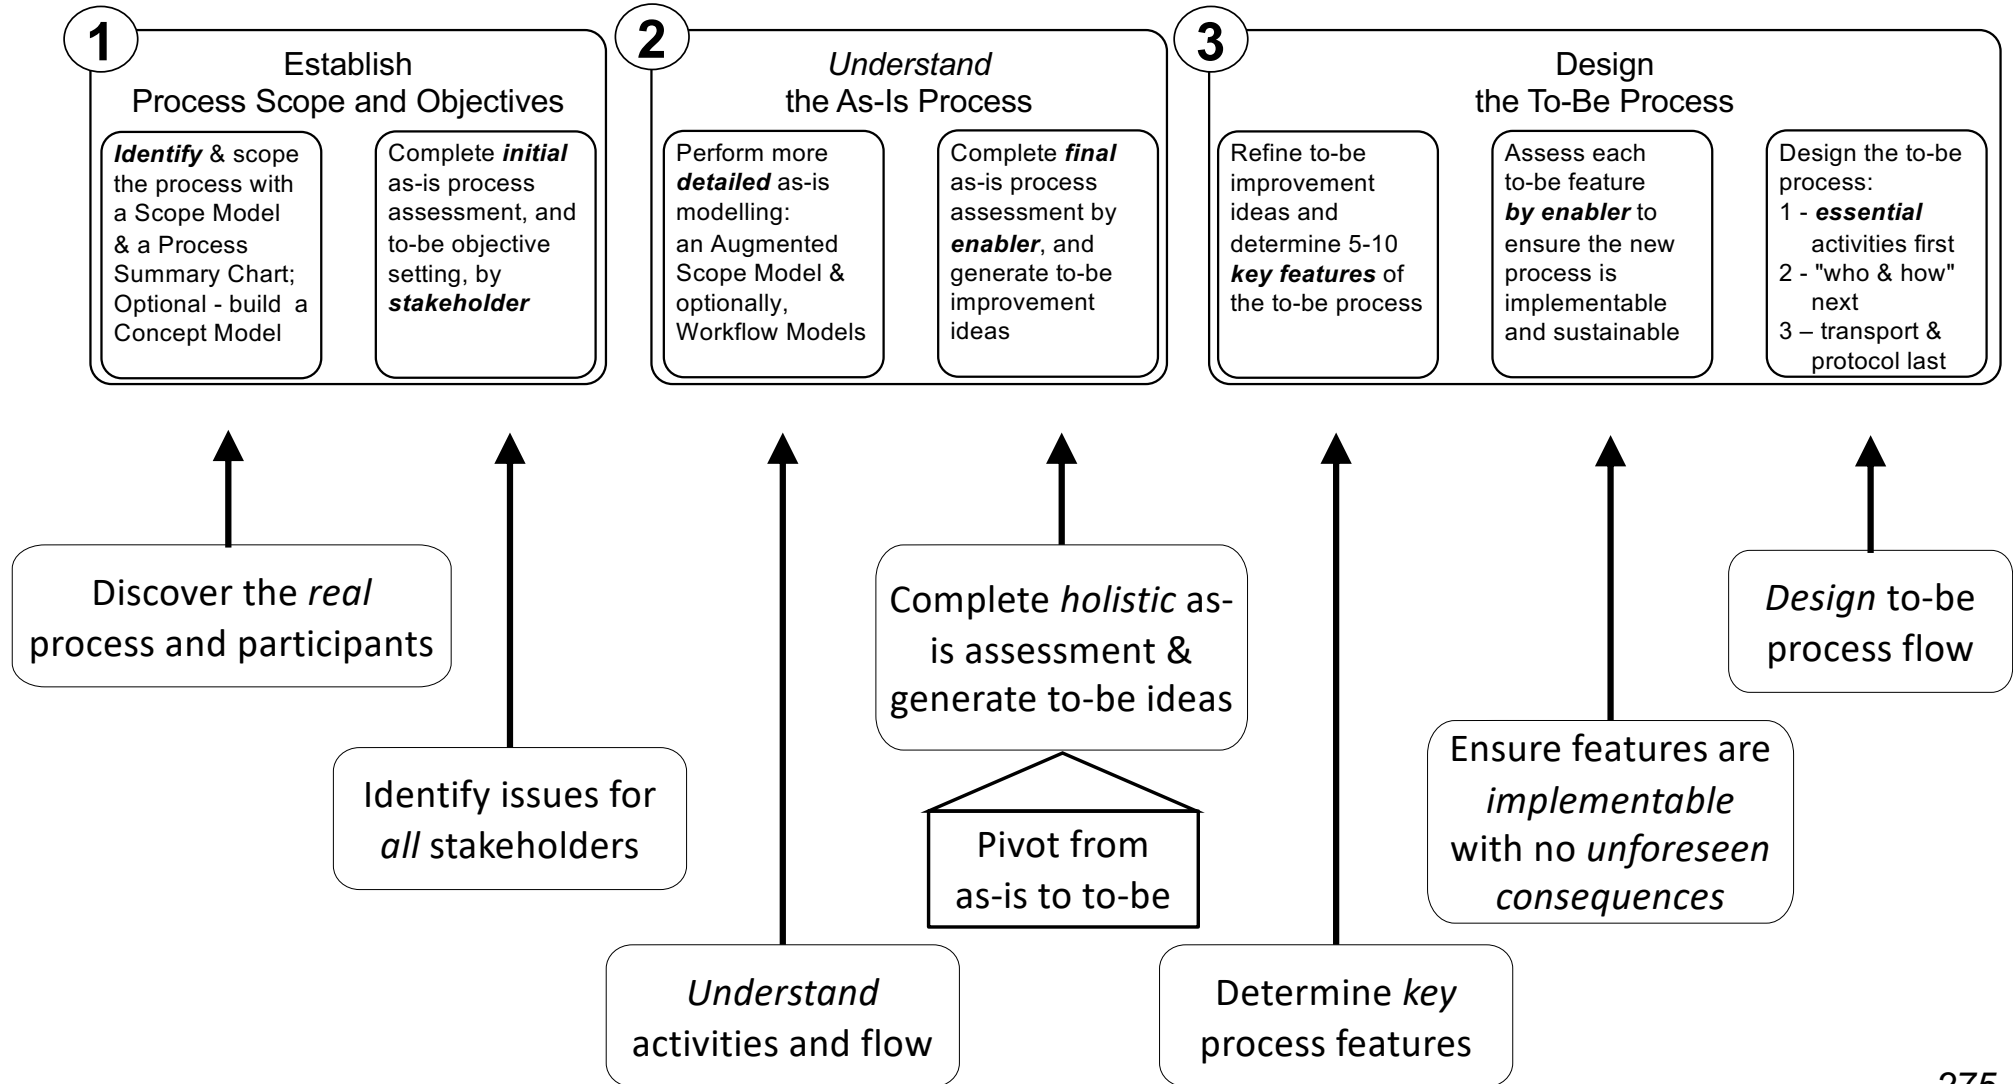 1
Establish
Process Scope and Objectives
Identify & scope
the process with
a Scope Model
& a Process
Summary Chart;
Optional - build a
Concept Model
Complete initial
as-is process
assessment, and
to-be objective
setting, by
stakeholder
2
Understand
the As-Is Process
Perform more
detailed as-is
modelling:
an Augmented
Scope Model &
optionally,
Workflow Models
Complete final
as-is process
assessment by
enabler, and
generate to-be
improvement
ideas
3
Design
the To-Be Process
Refine to-be
improvement
ideas and
determine 5-10
key features of
the to-be process
Assess each
to-be feature
by enabler to
ensure the new
process is
implementable
and sustainable
Design the to-be
process:
1 - essential
activities first
2 - "who & how"
next
3 – transport &
protocol last
Discover the real
process and participants
Identify issues for
all stakeholders
Understand
activities and flow
Complete holistic as-
is assessment &
generate to-be ideas
Pivot from
as-is to to-be
Determine key
process features
Ensure features are
implementable
with no unforeseen
consequences
Design to-be
process flow
275